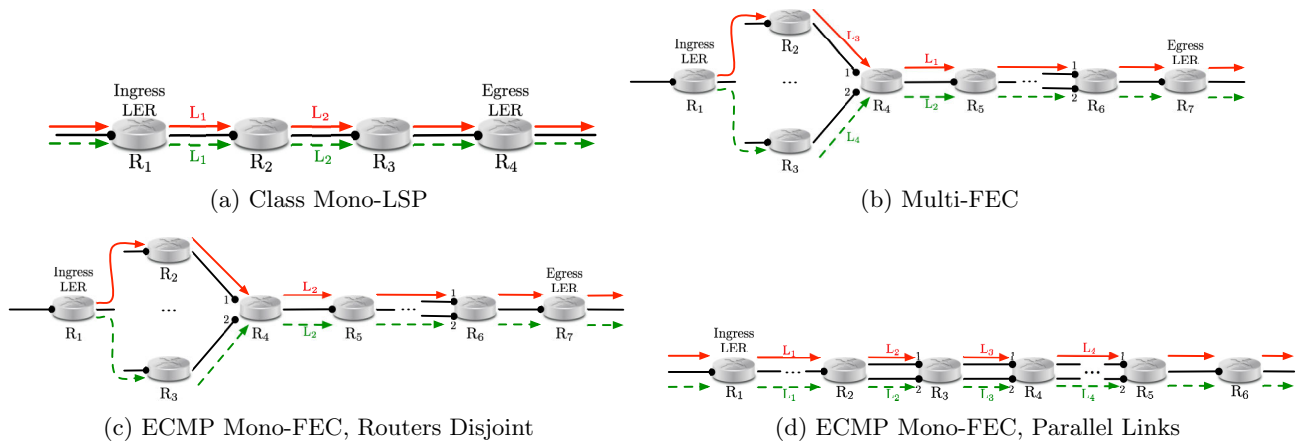 Ingress
LER
L1
L2
Egress
LER
L1
L2
R1
R2
R3
R4
(a) Class Mono-LSP
Ingress
LER
R2
L3
L1
Egress
LER
R1
...
1
2
R4
L2
R5
...
1
2
R6
R7
R3
L4
(b) Multi-FEC
Ingress
LER
R2
L2
Egress
LER
R1
...
1
2
R4
L2
R5
...
1
2
R6
R7
R3
(c) ECMP Mono-FEC, Routers Disjoint
Ingress
LER
L1
L2
1
L3
1
L4
1
...
...
R1
L1
R2
L2
2
R3
L3
2
R4
L4
2
R5
R6
(d) ECMP Mono-FEC, Parallel Links